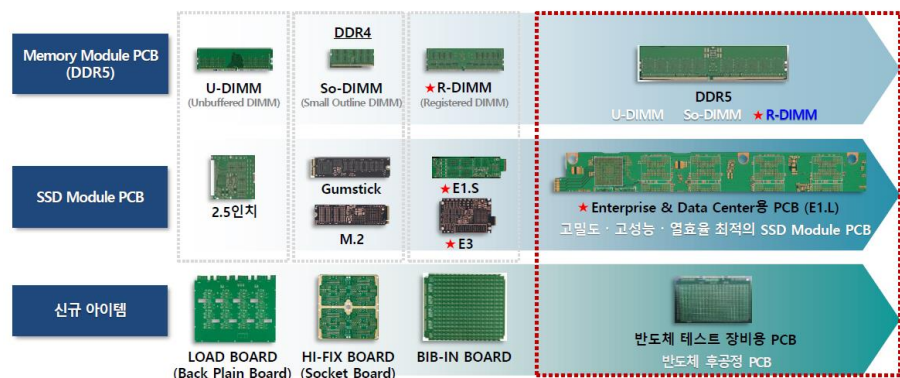 Memory Module PCB
(DDR5)
DDR4
U-DIMM
(Unbuffered DIMM)
So-DIMM
(Small Outline DIMM)
★R-DIMM
(Registered DIMM)
DDR5
U-DIMM So-DIMM ★R-DIMM
SSD Module PCB
2.5인치
Gumstick
M.2
★E1.S
★E3
★Enterprise & Data Center용 PCB (E1.L)
고밀도 · 고성능 · 열효율 최적의 SSD Module PCB
신규 아이템
LOAD BOARD
(Back Plain Board)
HI-FIX BOARD
(Socket Board)
BIB-IN BOARD
반도체 테스트 장비용 PCB
반도체 후공정 PCB